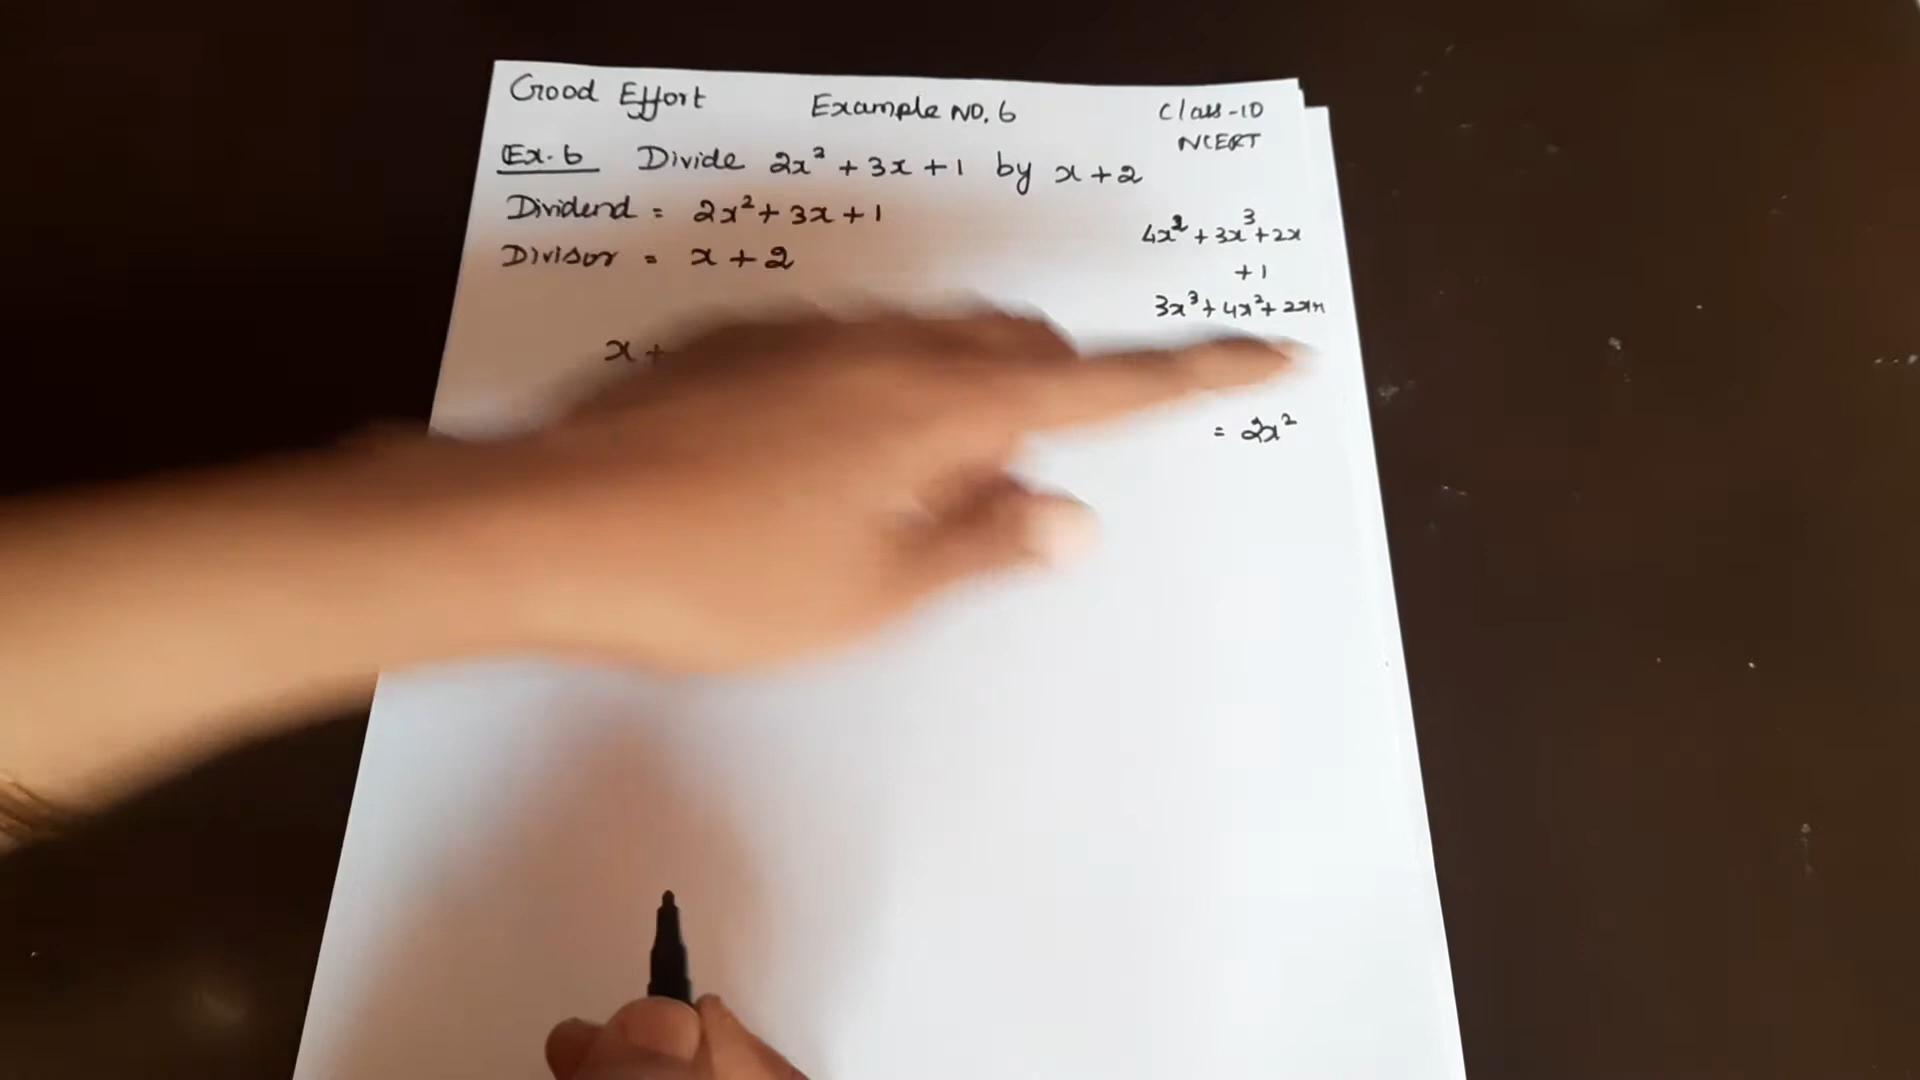 Good Effort Example NO. 6 Class-10
NCERT
Ex-6 Divide 2x² + 3x + 1 by x + 2
Dividend = 2x² + 3x + 1
Divisor = x + 2
4x² + 3x³ + 2x
+ 1
3x³ + 4x² + 2x+1
x +
= 2x²